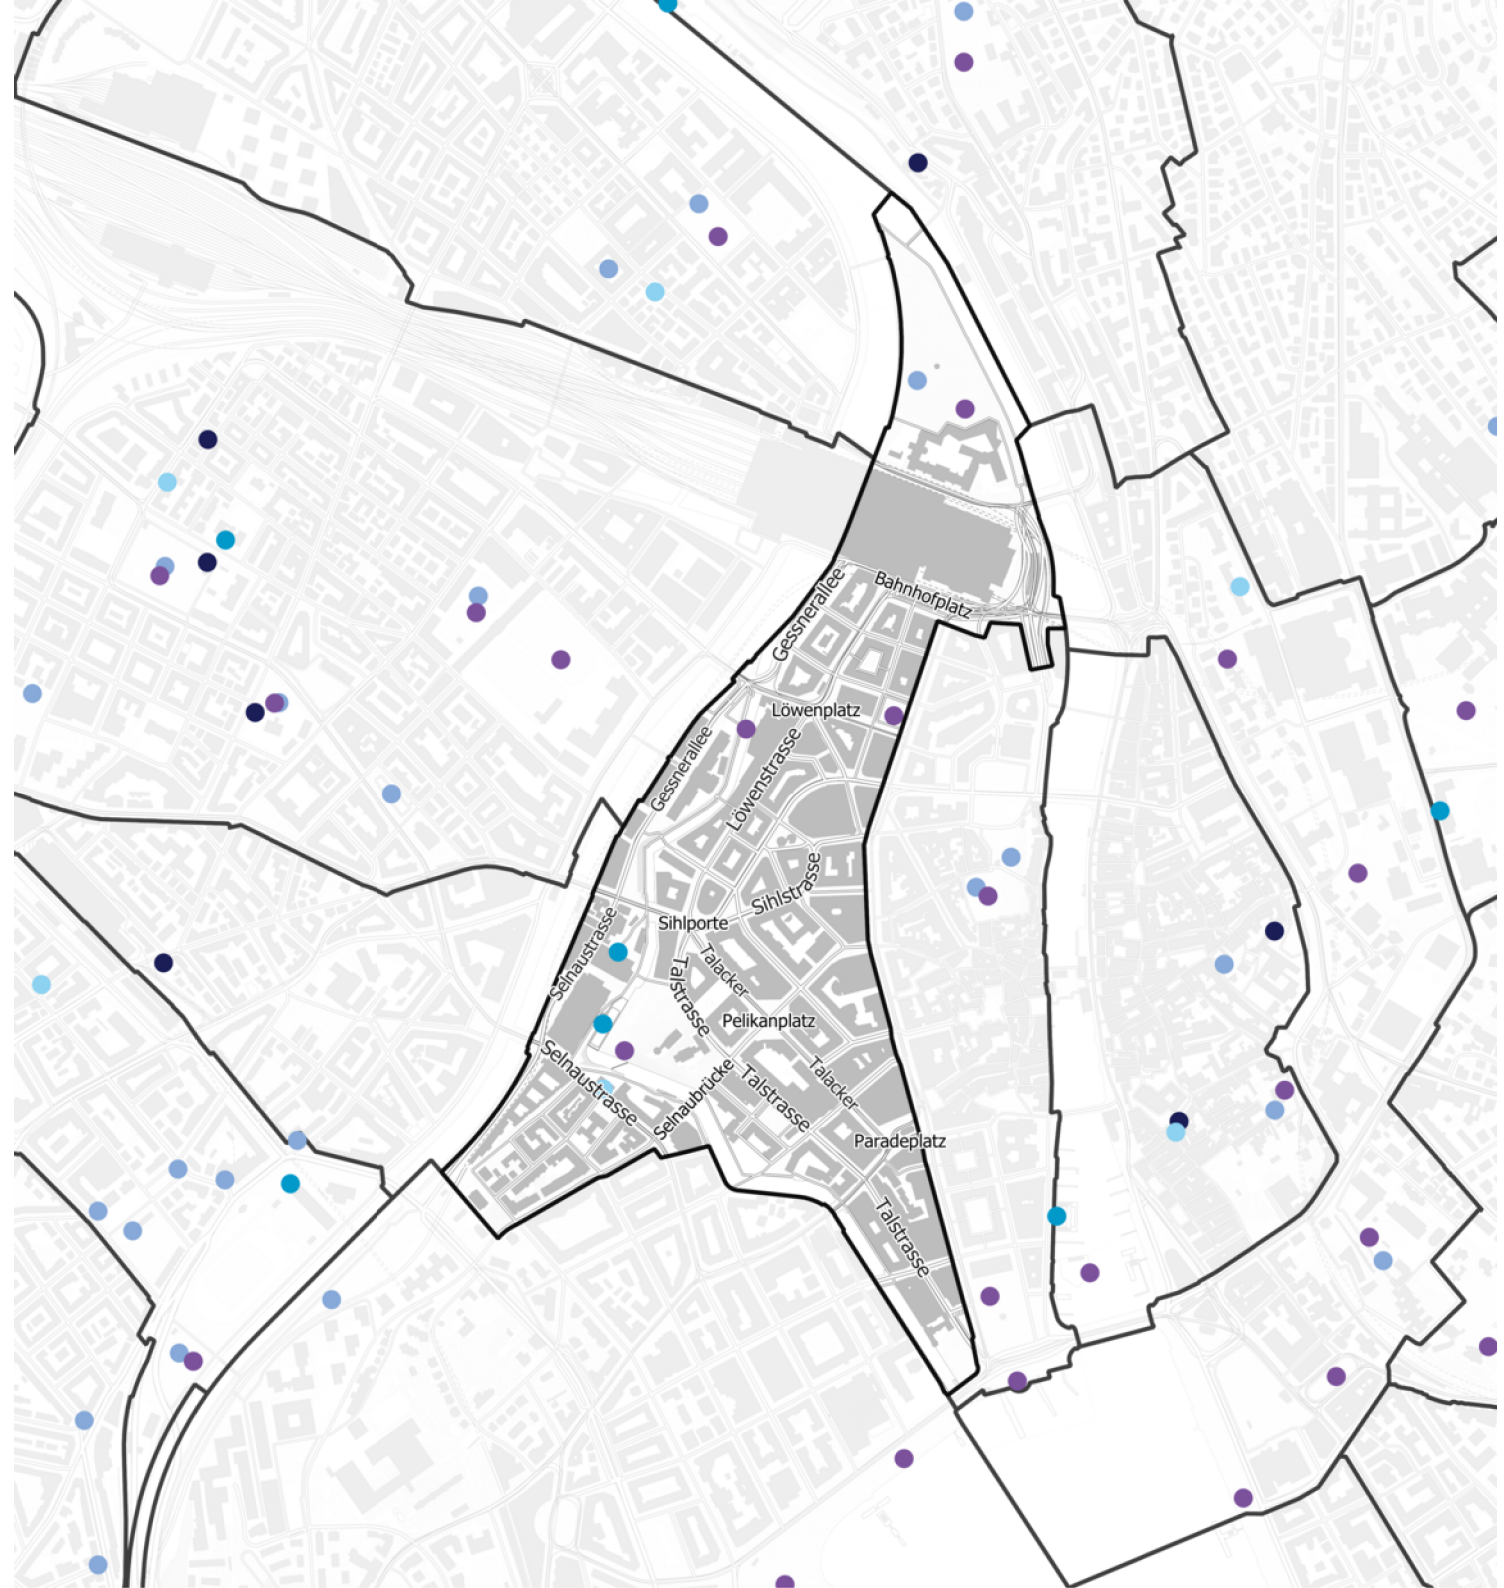 Bahnhofplatz
Gessnerallee
Löwenplatz
Gessnerallee
Löwenstrasse
Sihlstrasse
Sihlporte
Selnaustrasse
Talacker
Talstrasse
Pelikanplatz
Selnaustrasse
Selnaubrücke
Talstrasse
Talacker
Paradeplatz
Talstrasse